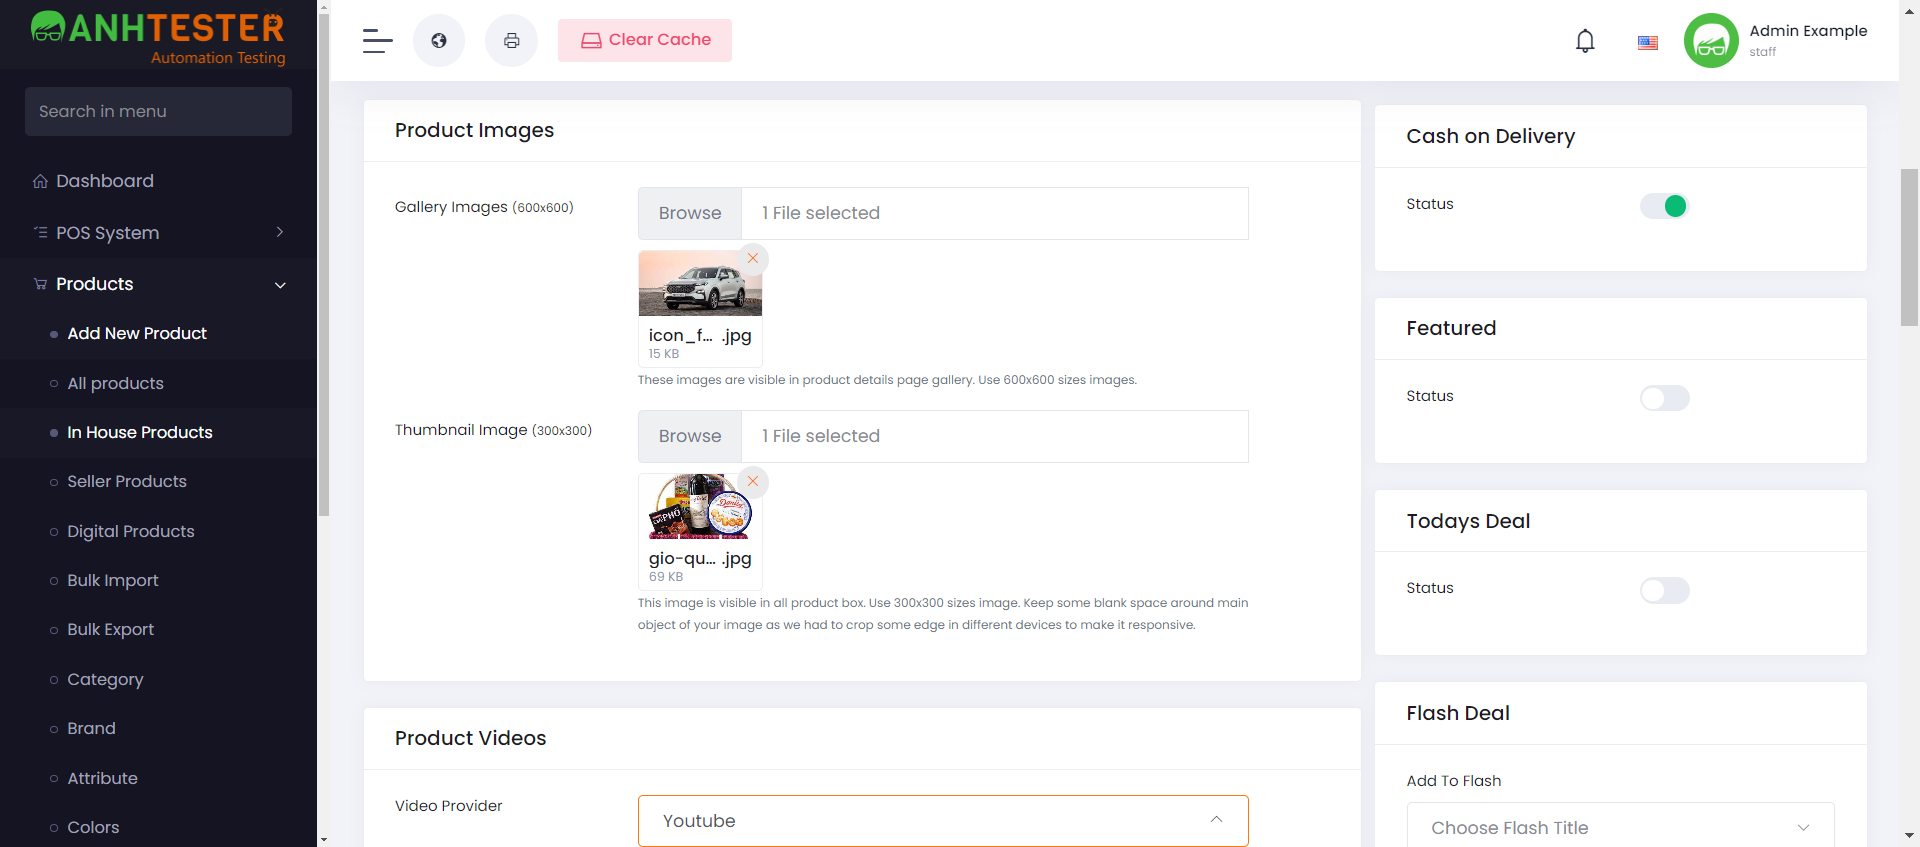 ANHTESTER
Automation Testing
Search in menu
Dashboard
POS System
Products
Add New Product
All products
In House Products
Seller Products
Digital Products
Bulk Import
Bulk Export
Category
Brand
Attribute
Colors
Clear Cache
Admin Example
staff
Product Images
Gallery Images (600x600)
Browse
1 File selected
icon_f... .jpg
15 KB
These images are visible in product details page gallery. Use 600x600 sizes images.
Thumbnail Image (300x300)
Browse
1 File selected
Danisa
gio-qu... .jpg
69 KB
This image is visible in all product box. Use 300x300 sizes image. Keep some blank space around main
object of your image as we had to crop some edge in different devices to make it responsive.
Product Videos
Video Provider
Youtube
Cash on Delivery
Status
Featured
Status
Todays Deal
Status
Flash Deal
Add To Flash
Choose Flash Title